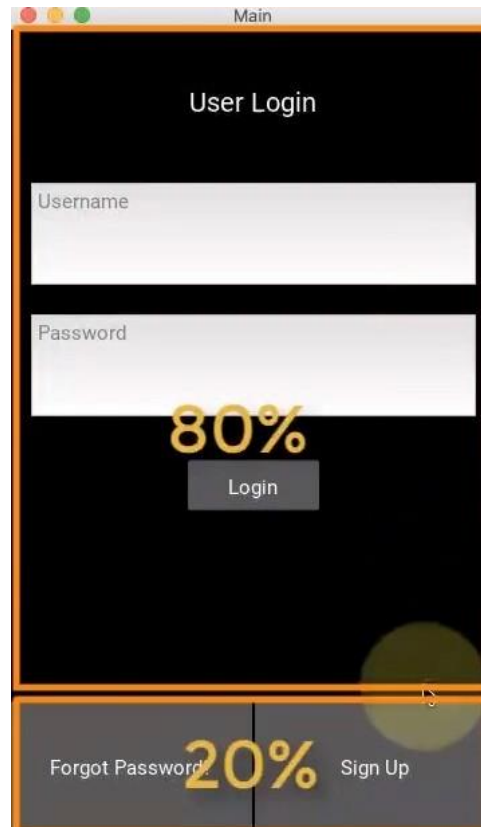 Main
User Login
Username
Password
80%
Login
Forgot Password?
20%
Sign Up